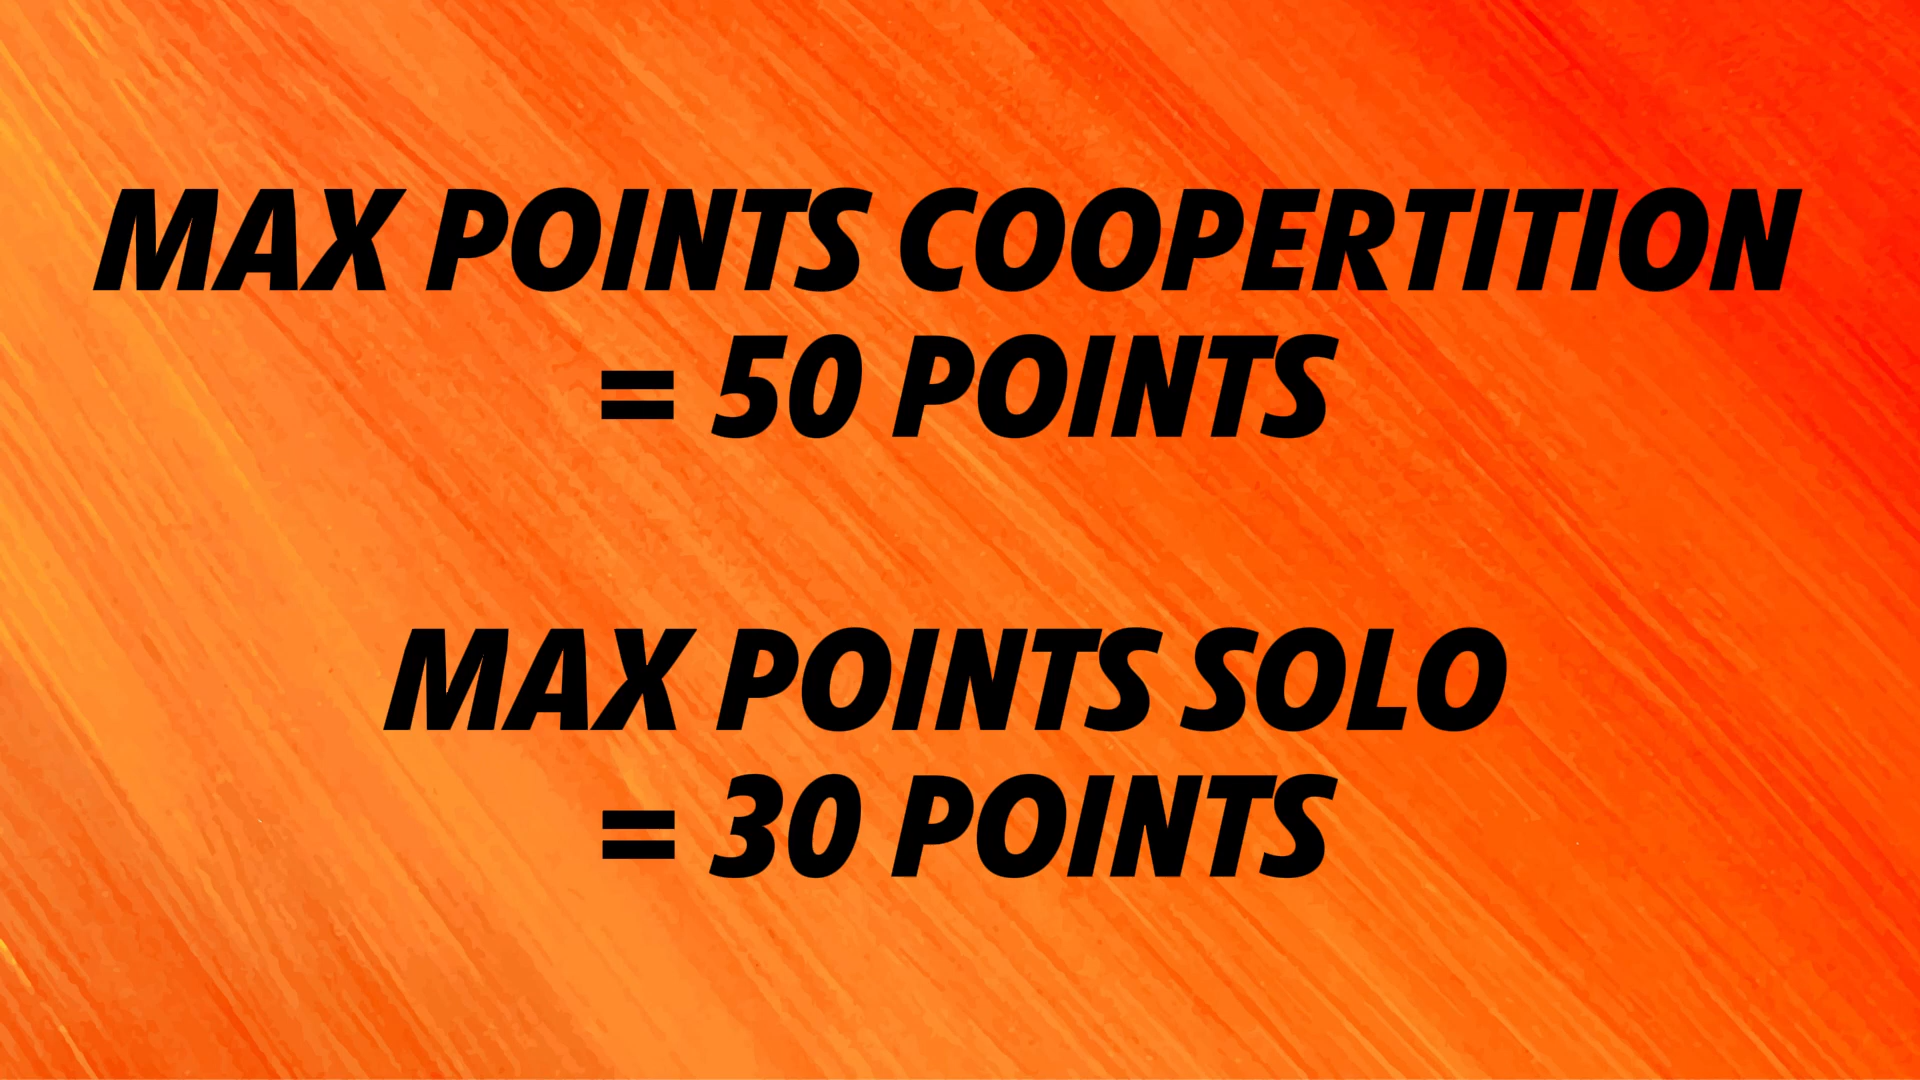 MAX POINTS COOPERTITION
= 50 POINTS
MAX POINTS SOLO
= 30 POINTS